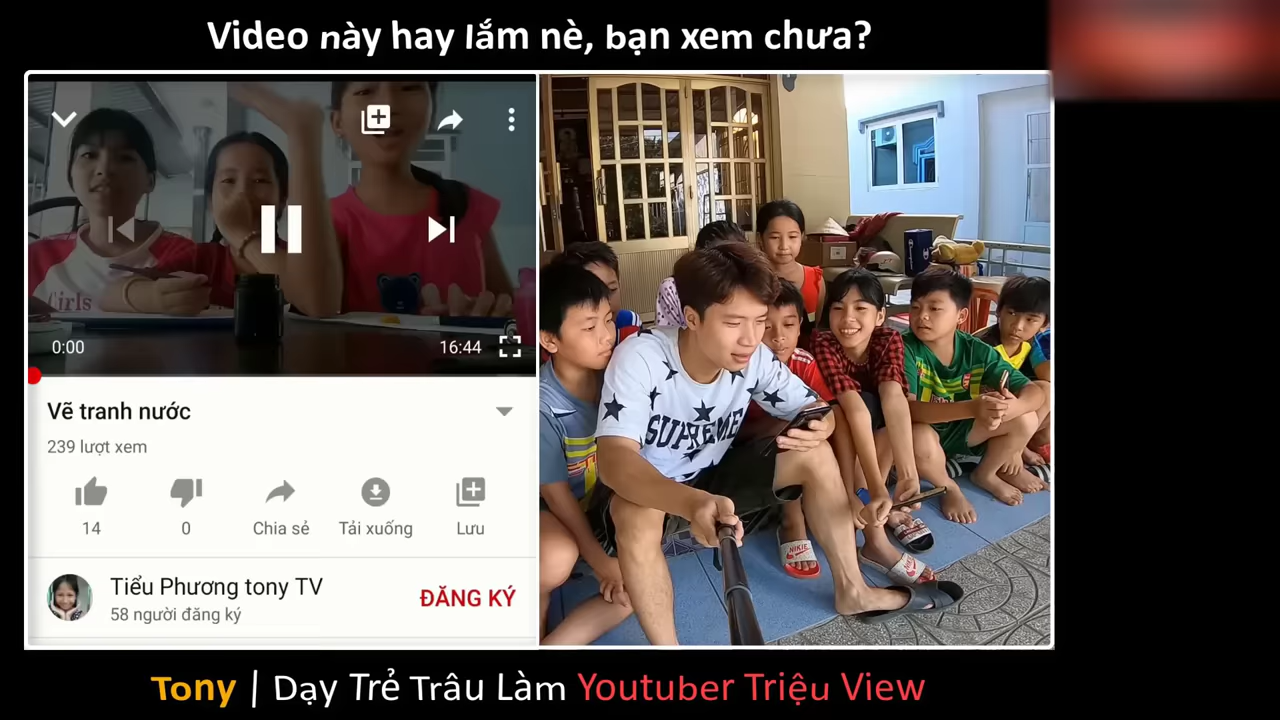 Video này hay lắm nè, bạn xem chưa?
Girls
0:00
16:44
Vẽ tranh nước
239 lượt xem
14
0
Chia sẻ
Tải xuống
Lưu
Tiểu Phương tony TV
58 người đăng ký
ĐĂNG KÝ
SUPREME
NIKE
Tony | Dạy Trẻ Trâu Làm Youtuber Triệu View